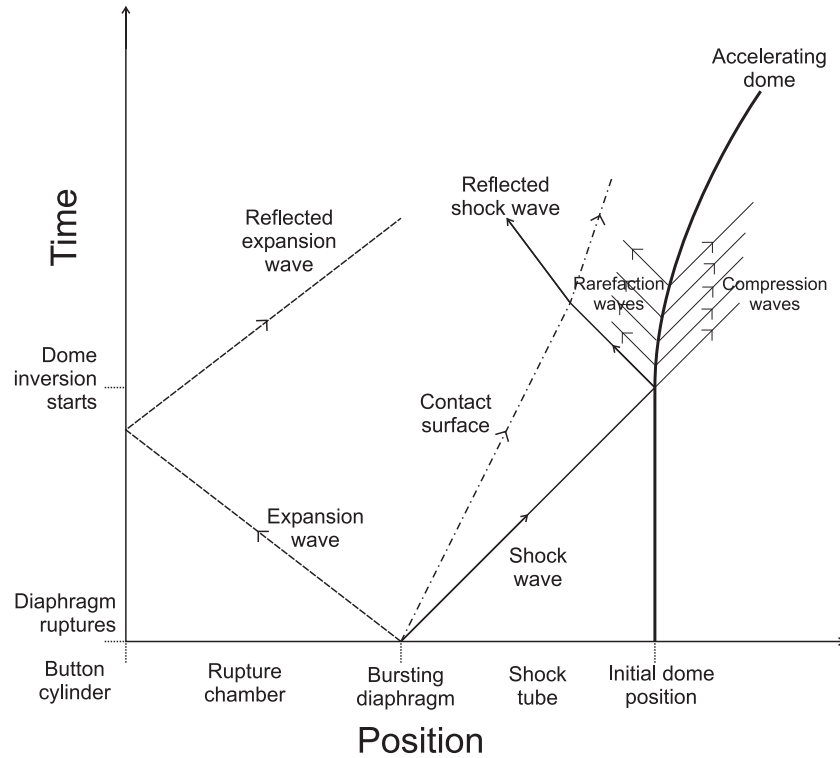 Accelerating
dome
Time
Reflected
shock wave
Reflected
expansion
wave
Rarefaction
waves
Compression
waves
Dome
inversion
starts
Contact
surface
Expansion
wave
Shock
wave
Diaphragm
ruptures
Button
cylinder
Rupture
chamber
Bursting
diaphragm
Shock
tube
Initial dome
position
Position